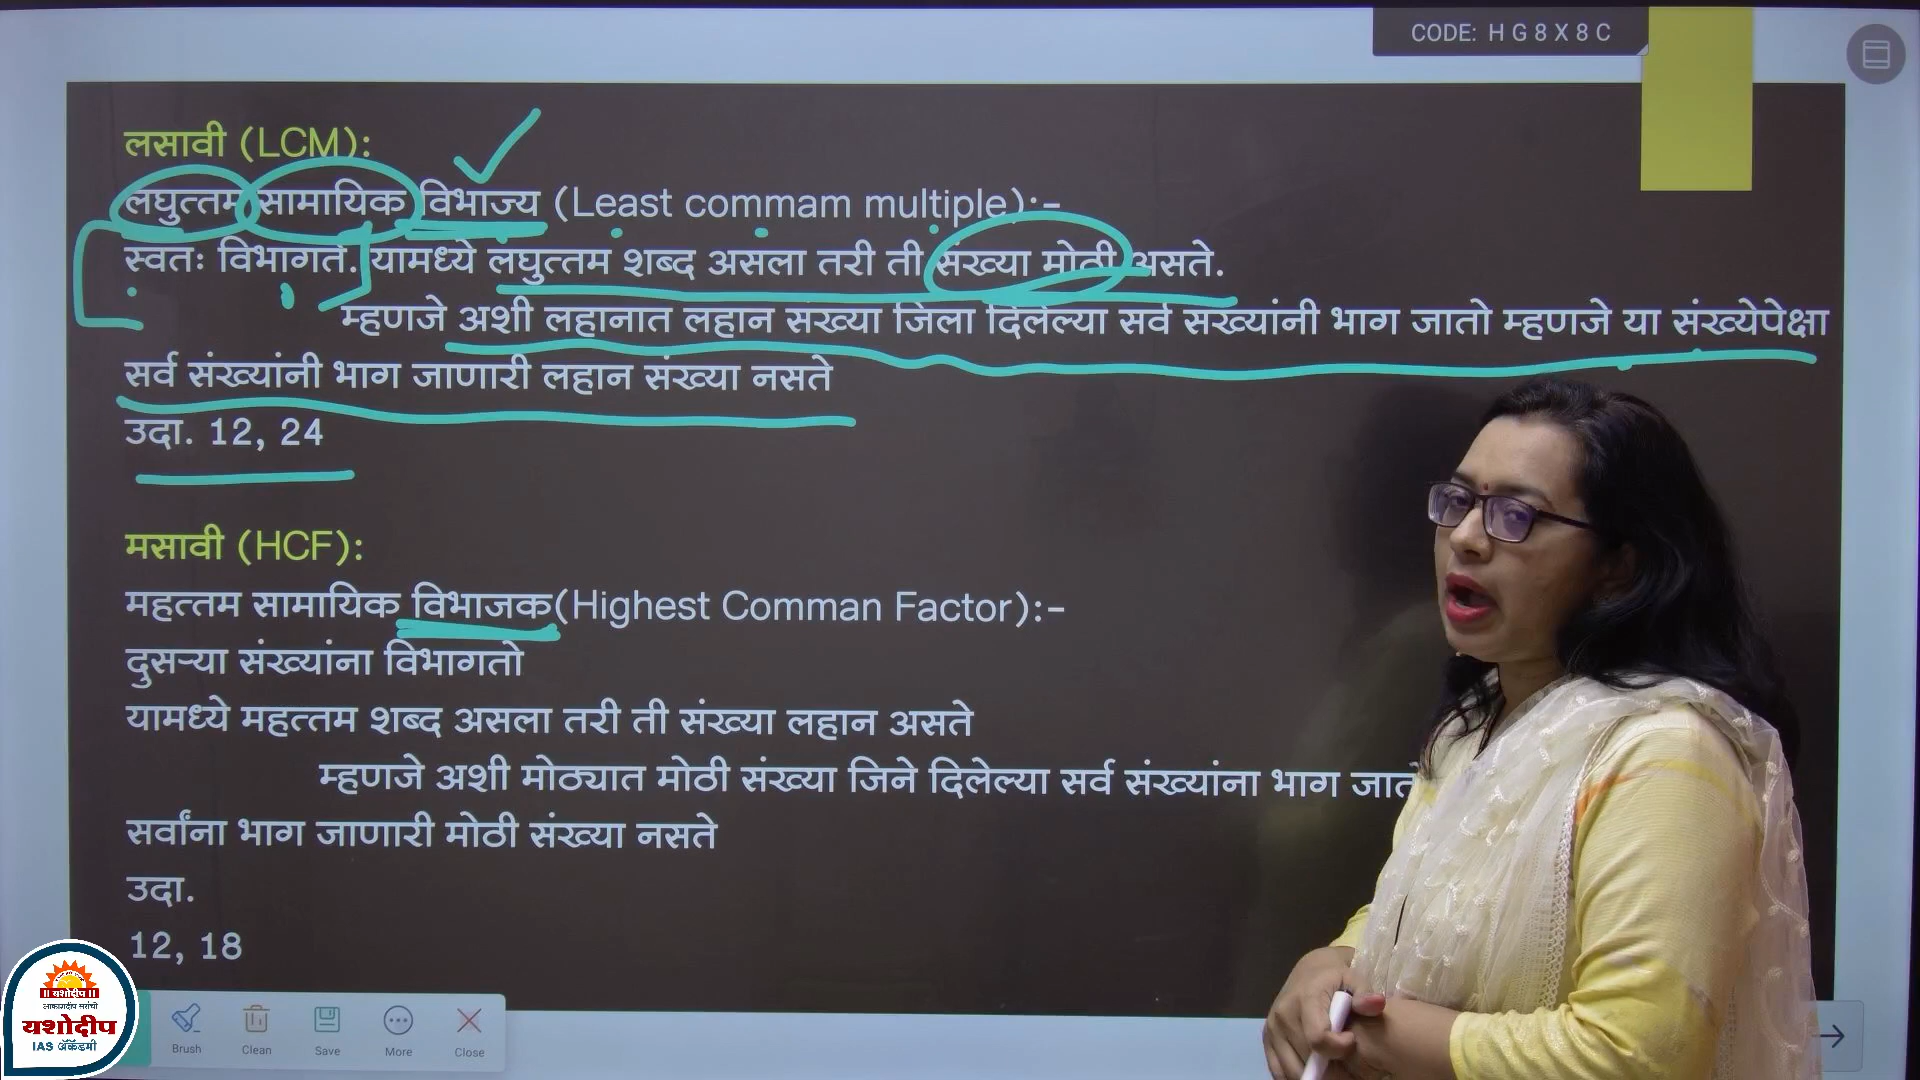 CODE: HG8X8C
लसावी (LCM):
लघुत्तम सामायिक विभाज्य (Least commam multiple):-
स्वतः विभागते. यामध्ये लघुत्तम शब्द असला तरी ती संख्या मोठी असते.
म्हणजे अशी लहानात लहान संख्या जिला दिलेल्या सर्व संख्यांनी भाग जातो म्हणजे या संख्येपेक्षा
सर्व संख्यांनी भाग जाणारी लहान संख्या नसते
उदा. 12, 24
मसावी (HCF):
महत्तम सामायिक विभाजक(Highest Comman Factor):-
दुसऱ्या संख्यांना विभागतो
यामध्ये महत्तम शब्द असला तरी ती संख्या लहान असते
म्हणजे अशी मोठ्यात मोठी संख्या जिने दिलेल्या सर्व संख्यांना भाग
सर्वांना भाग जाणारी मोठी संख्या नसते
उदा.
12, 18
॥ यशोदीप ॥
यशोदीप
IAS ॲकॅडमी
Brush Clean Save More Close